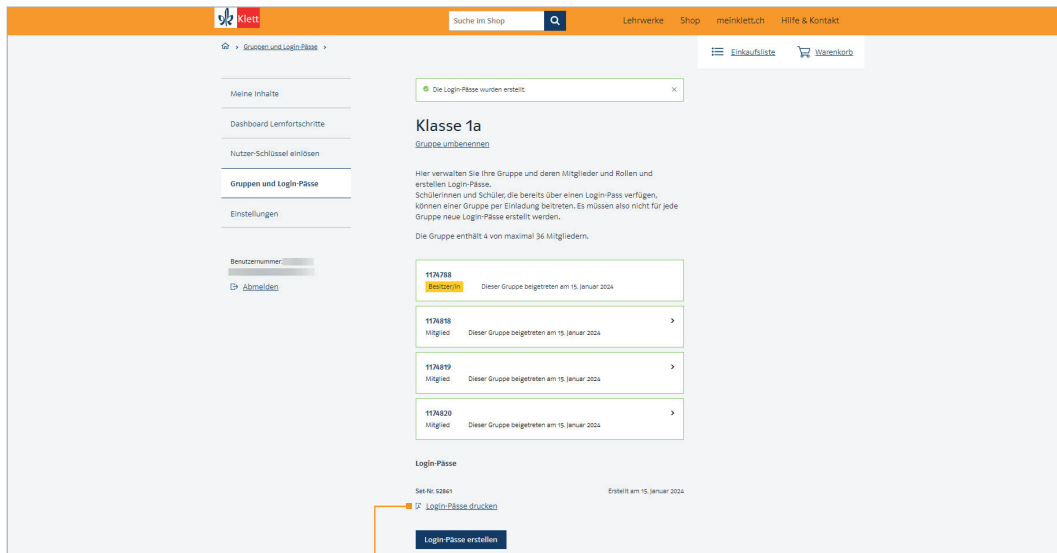 Klett
Suche im Shop
Lehrwerke Shop meinklett.ch Hilfe & Kontakt
> Gruppen und Login-Pässe >
Einkaufsliste Warenkorb
Meine Inhalte
Dashboard Lernfortschritte
Nutzer-Schlüssel einlösen
Gruppen und Login-Pässe
Einstellungen
Benutzernummer:
Abmelden
Die Login-Pässe wurden erstellt.
Klasse 1a
Gruppe umbenennen
Hier verwalten Sie Ihre Gruppe und deren Mitglieder und Rollen und
erstellen Login-Pässe.
Schülerinnen und Schüler, die bereits über einen Login-Pass verfügen,
können einer Gruppe per Einladung beitreten. Es müssen also nicht für jede
Gruppe neue Login-Pässe erstellt werden.
Die Gruppe enthält 4 von maximal 36 Mitgliedern.
1174788
Besitzer/in Dieser Gruppe beigetreten am 15. Januar 2024
1174818
Mitglied Dieser Gruppe beigetreten am 15. Januar 2024
1174819
Mitglied Dieser Gruppe beigetreten am 15. Januar 2024
1174820
Mitglied Dieser Gruppe beigetreten am 15. Januar 2024
Login-Pässe
Set-Nr. 52861 Erstellt am 15. Januar 2024
Login-Pässe drucken
Login-Pässe erstellen